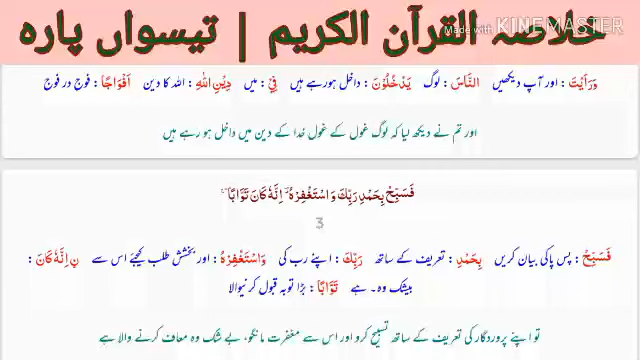 خلاصہ القرآن الکریم | تیسواں پارہ
Made with KINEMASTER
وَرَاَيْتَ : اور آپ دیکھیں النَّاسَ : لوگ يَدْخُلُوْنَ : داخل ہورہے ہیں فِيْ : میں دِيْنِ اللّٰهِ : اللہ کا دین اَفْوَاجًا : فوج در فوج
اور تم نے دیکھ لیا کہ لوگ غول کے غول خدا کے دین میں داخل ہو رہے ہیں
فَسَبِّحْ بِحَمْدِ رَبِّكَ وَاسْتَغْفِرْهُ ۚ اِنَّهٗ كَانَ تَوَّابًا
3
فَسَبِّحْ : پس پاکی بیان کریں بِحَمْدِ : تعریف کے ساتھ رَبِّكَ : اپنے رب کی وَاسْتَغْفِرْهُ : اور بخشش طلب کیجئے اس سے نِ اِنَّهٗ كَانَ :
بیشک وہ۔ ہے تَوَّابًا : بڑا توبہ قبول کرنیوالا
تو اپنے پروردگار کی تعریف کے ساتھ تسبیح کرو اور اس سے مغفرت مانگو، بے شک وہ معاف کرنے والا ہے